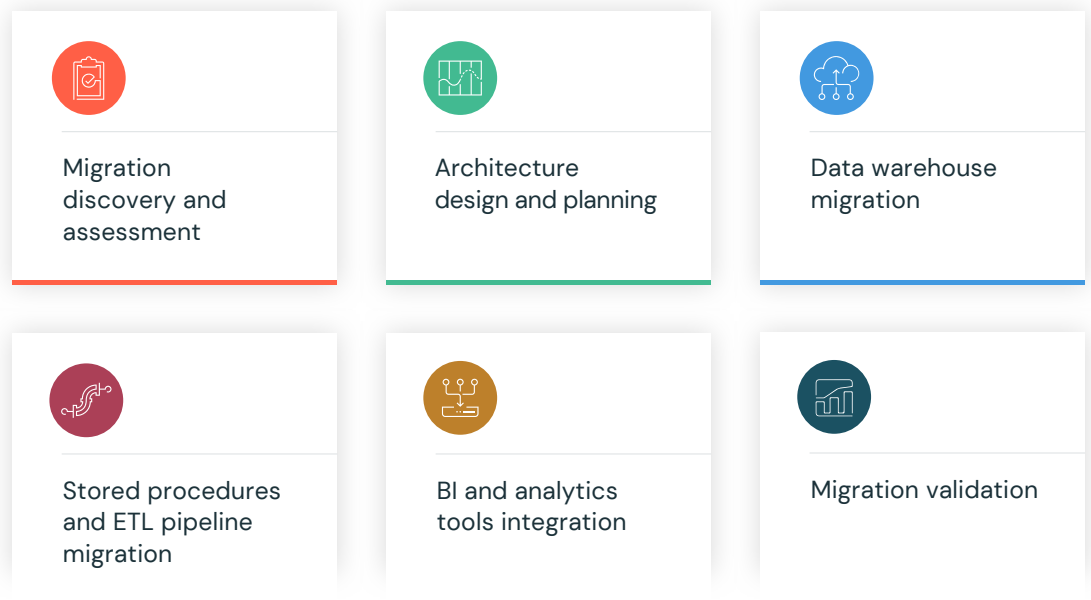 Migration
discovery and
assessment
Architecture
design and planning
Data warehouse
migration
Stored procedures
and ETL pipeline
migration
BI and analytics
tools integration
Migration validation